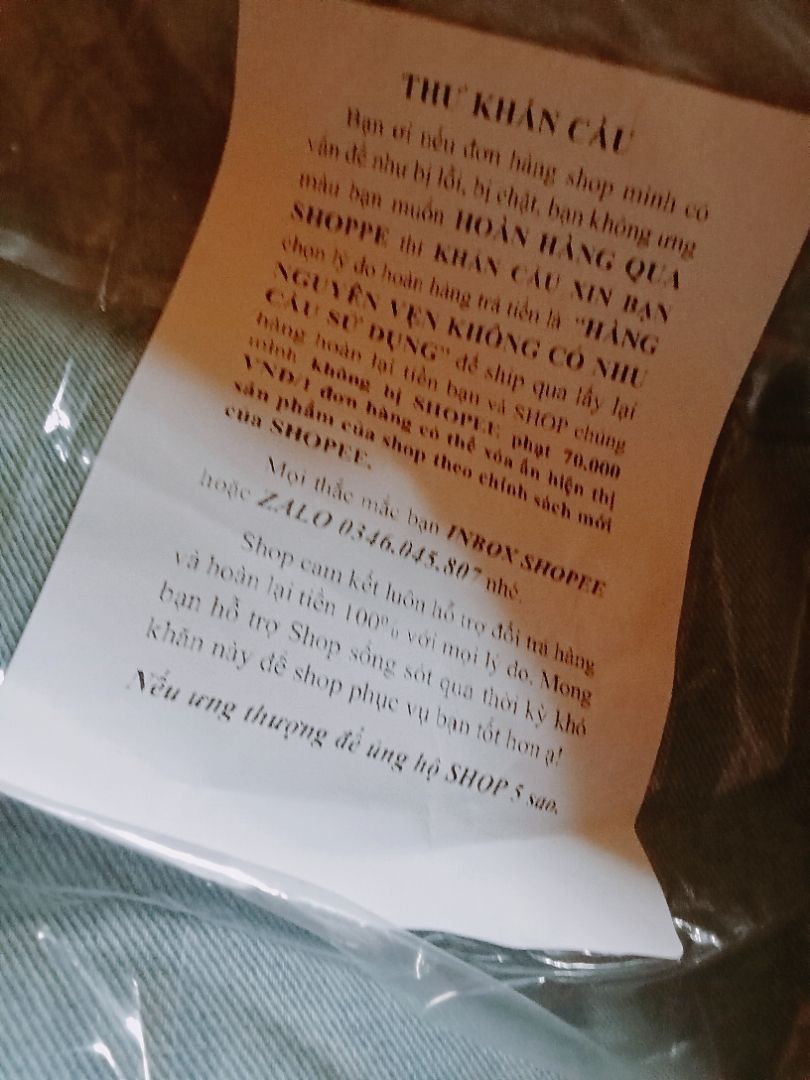 THƯ KHẨN CẦU
Bạn ơi nếu đơn hàng shop mình có
vấn đề như bị lỗi, bị chật, bạn không ưng
màu bạn muốn HOÀN HÀNG QUA
SHOPPE thì KHẨN CẦU XIN BẠN
chọn lý do hoàn hàng trả tiền là "HÀNG
NGUYÊN VẸN KHÔNG CÓ NHU
CẦU SỬ DỤNG" để ship qua lấy lại
hàng hoàn lại tiền bạn và SHOP chúng
mình không bị SHOPEE phạt 70.000
VNĐ/1 đơn hàng có thể xóa ẩn hiện thị
sản phẩm của shop theo chính sách mới
của SHOPEE.
Mọi thắc mắc bạn INBOX SHOPEE
hoặc ZALO 0346.045.807 nhé.
Shop cam kết luôn hỗ trợ đổi trả hàng
và hoàn lại tiền 100% với mọi lý do. Mong
bạn hỗ trợ Shop sống sót qua thời kỳ khó
khăn này để shop phục vụ bạn tốt hơn ạ!
Nếu ưng thượng đế ủng hộ SHOP 5 sao.